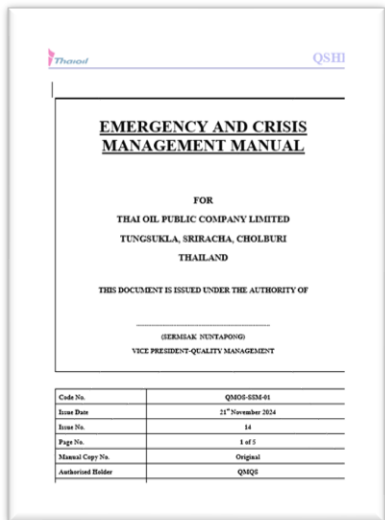 Thaioil
QSHE
EMERGENCY AND CRISIS
MANAGEMENT MANUAL
FOR
THAI OIL PUBLIC COMPANY LIMITED
TUNGSUKLA, SRIRACHA, CHOLBURI
THAILAND
THIS DOCUMENT IS ISSUED UNDER THE AUTHORITY OF
(SERMSAK NUNTAPONG)
VICE PRESIDENT-QUALITY MANAGEMENT
Code No. QMOS-SSM-01
Issue Date 21st November 2024
Issue No. 14
Page No. 1 of 5
Manual Copy No. Original
Authorised Holder QMQS